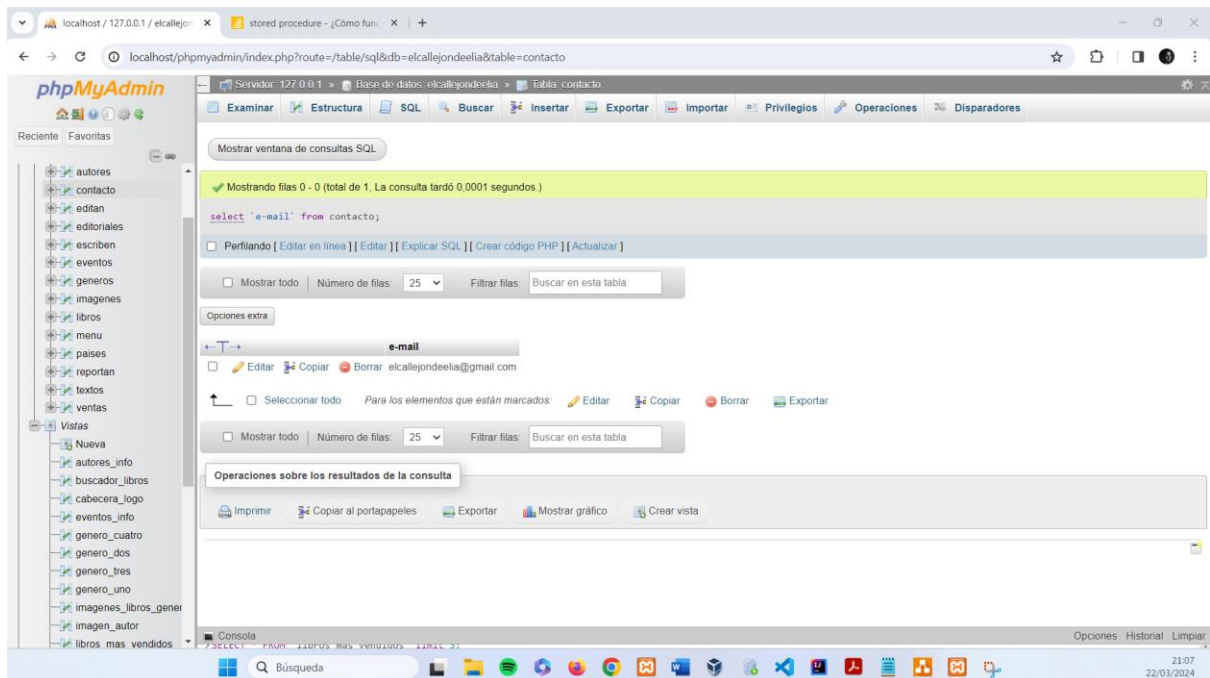 localhost / 127.0.0.1 / elcallejon
stored procedure - ¿Cómo func
localhost/phpmyadmin/index.php?route=/table/sql&db=elcallejondeelia&table=contacto
phpMyAdmin
Reciente Favoritas
autores
contacto
editan
editoriales
escriben
eventos
generos
imagenes
libros
menu
paises
reportan
textos
ventas
Vistas
Nueva
autores_info
buscador_libros
cabecera_logo
eventos_info
genero_cuatro
genero_dos
genero_tres
genero_uno
imagenes_libros_gener
imagen_autor
libros_mas_vendidos
Servidor: 127.0.0.1 » Base de datos: elcallejondeelia » Tabla: contacto
Examinar Estructura SQL Buscar Insertar Exportar Importar Privilegios Operaciones Disparadores
Mostrar ventana de consultas SQL
Mostrando filas 0 - 0 (total de 1, La consulta tardó 0,0001 segundos.)
select `e-mail` from contacto;
Perfilando [ Editar en línea ] [ Editar ] [ Explicar SQL ] [ Crear código PHP ] [ Actualizar ]
Mostrar todo | Número de filas: 25 Filtrar filas: Buscar en esta tabla
Opciones extra
←T→ e-mail
Editar Copiar Borrar elcallejondeelia@gmail.com
Seleccionar todo Para los elementos que están marcados: Editar Copiar Borrar Exportar
Mostrar todo | Número de filas: 25 Filtrar filas: Buscar en esta tabla
Operaciones sobre los resultados de la consulta
Imprimir Copiar al portapapeles Exportar Mostrar gráfico Crear vista
Consola Opciones Historial Limpiar
>SELECT * FROM `libros_mas_vendidos` limit 3;
Búsqueda
21:07
22/03/2024